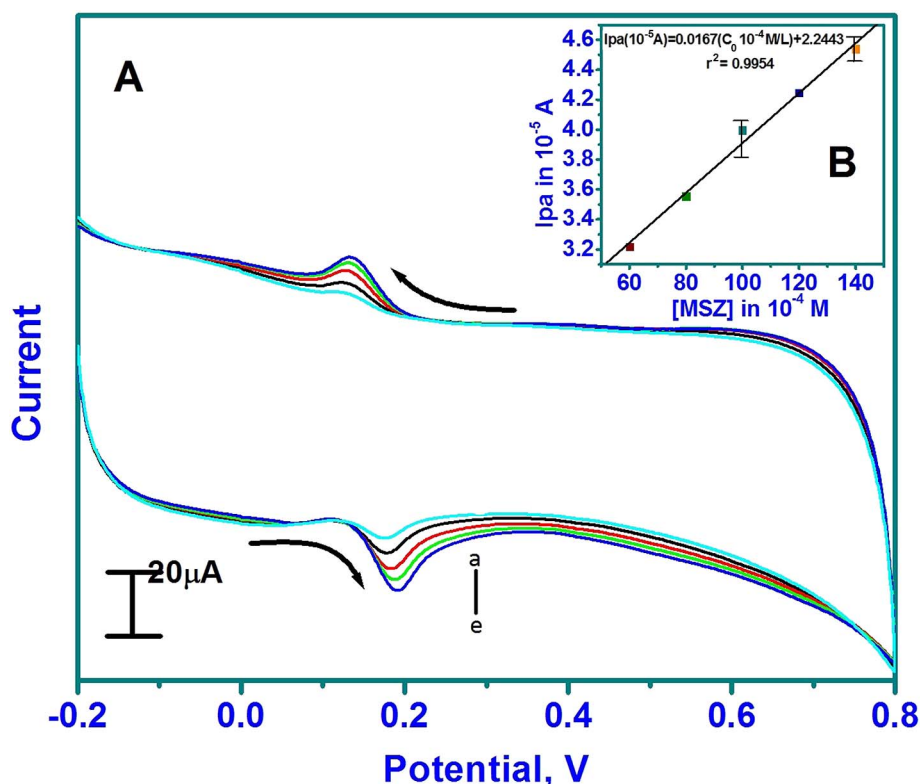 A
Ipa(10⁻⁵A)=0.0167(C₀ 10⁻⁴M/L)+2.2443
r²= 0.9954
B
Ipa in 10⁻⁵ A
4.6
4.4
4.2
4.0
3.8
3.6
3.4
3.2
60 80 100 120 140
[MSZ] in 10⁻⁴ M
Current
20µA
a
e
-0.2 0.0 0.2 0.4 0.6 0.8
Potential, V